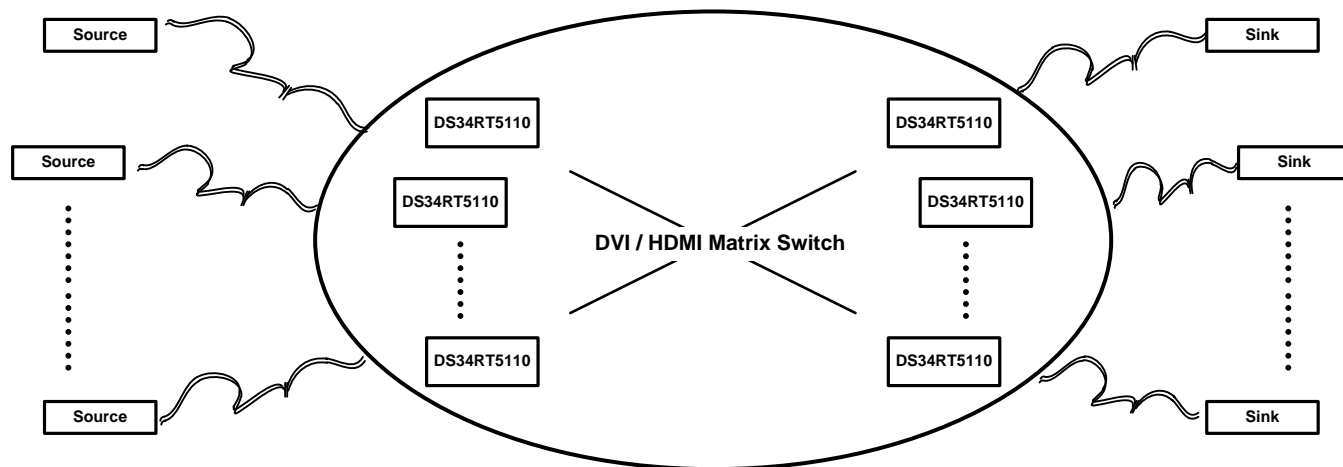 Source
Sink
DS34RT5110
DS34RT5110
Source
Sink
DS34RT5110
DS34RT5110
DVI / HDMI Matrix Switch
DS34RT5110
DS34RT5110
Source
Sink